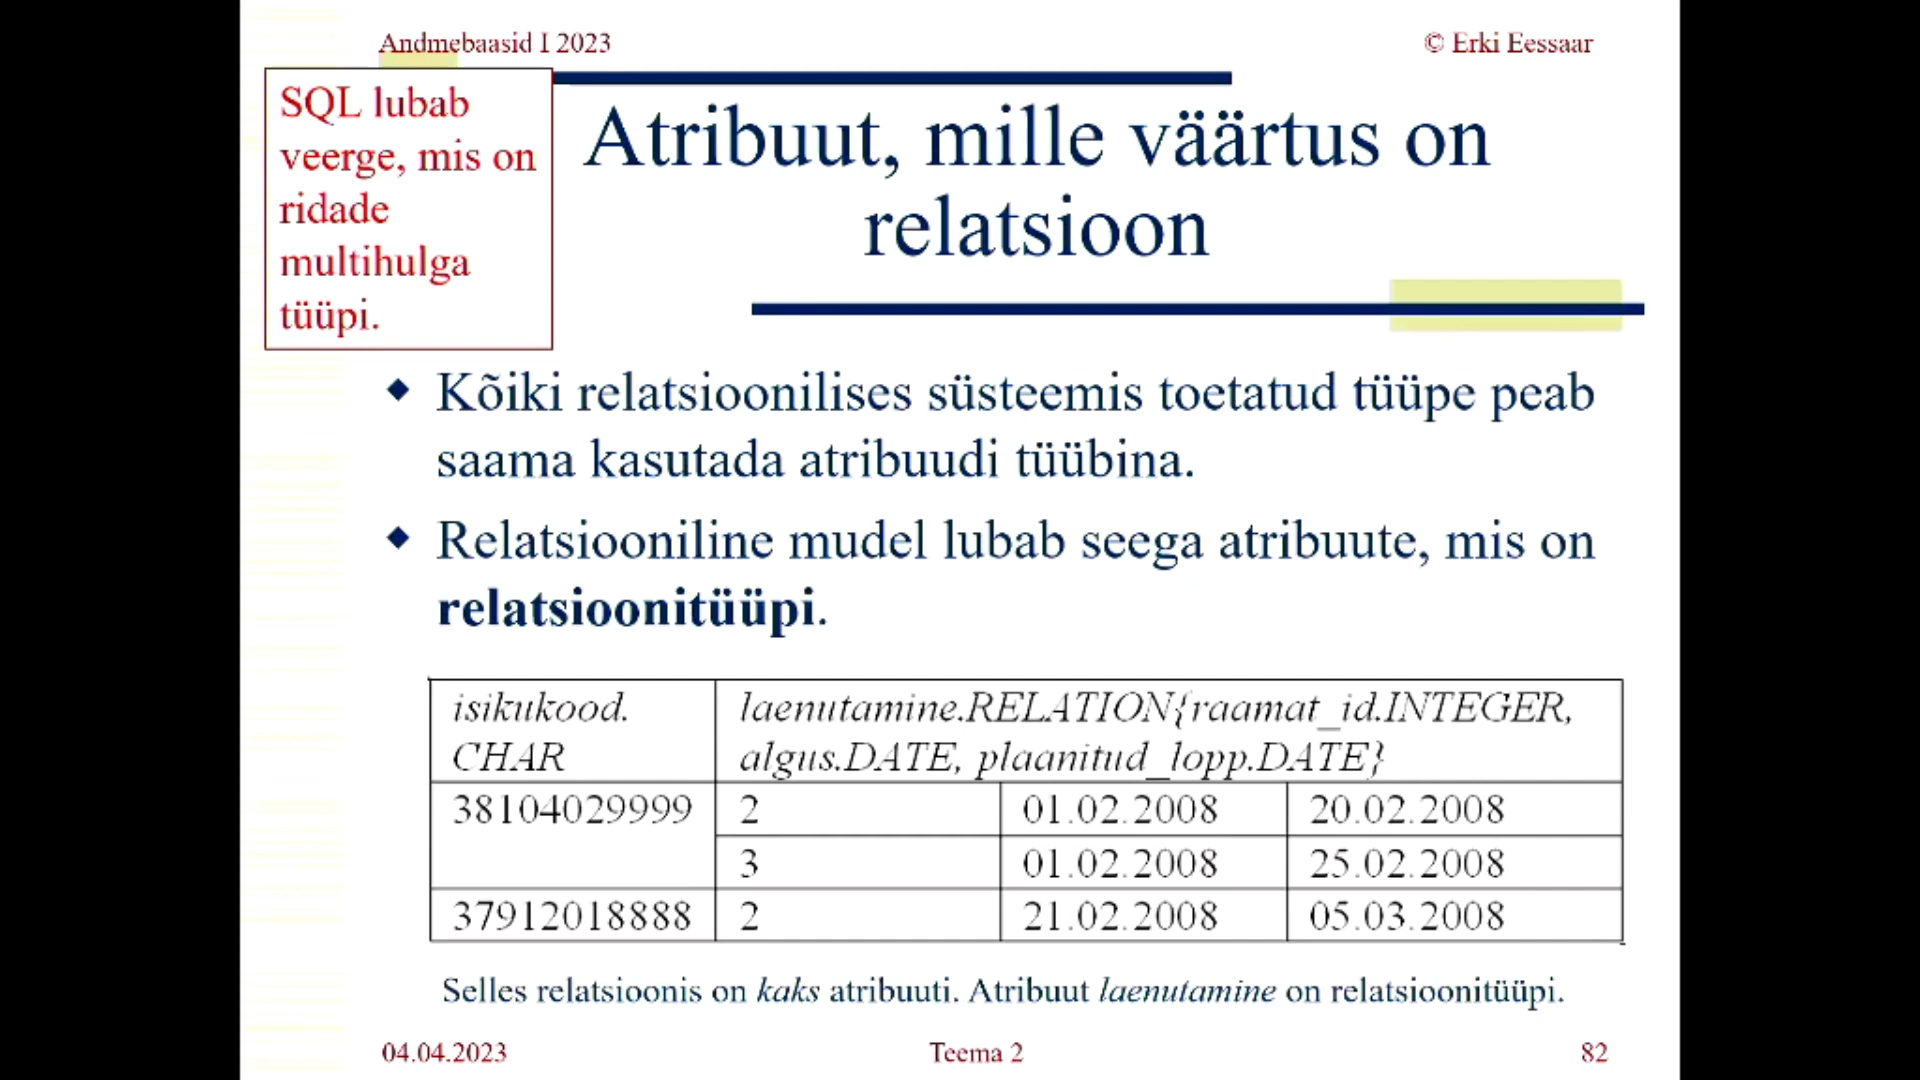 Andmebaasid I 2023
© Erki Eessaar
SQL lubab
veerge, mis on
ridade
multihulga
tüüpi.
Atribuut, mille väärtus on
relatsioon
Kõiki relatsioonilises süsteemis toetatud tüüpe peab
saama kasutada atribuudi tüübina.
Relatsiooniline mudel lubab seega atribuute, mis on
relatsioonitüüpi.
isikukood.
CHAR
laenutamine.RELATION{raamat_id.INTEGER,
algus.DATE, plaanitud_lopp.DATE}
38104029999 2 01.02.2008 20.02.2008
3 01.02.2008 25.02.2008
37912018888 2 21.02.2008 05.03.2008
Selles relatsioonis on kaks atribuuti. Atribuut laenutamine on relatsioonitüüpi.
04.04.2023
Teema 2
82